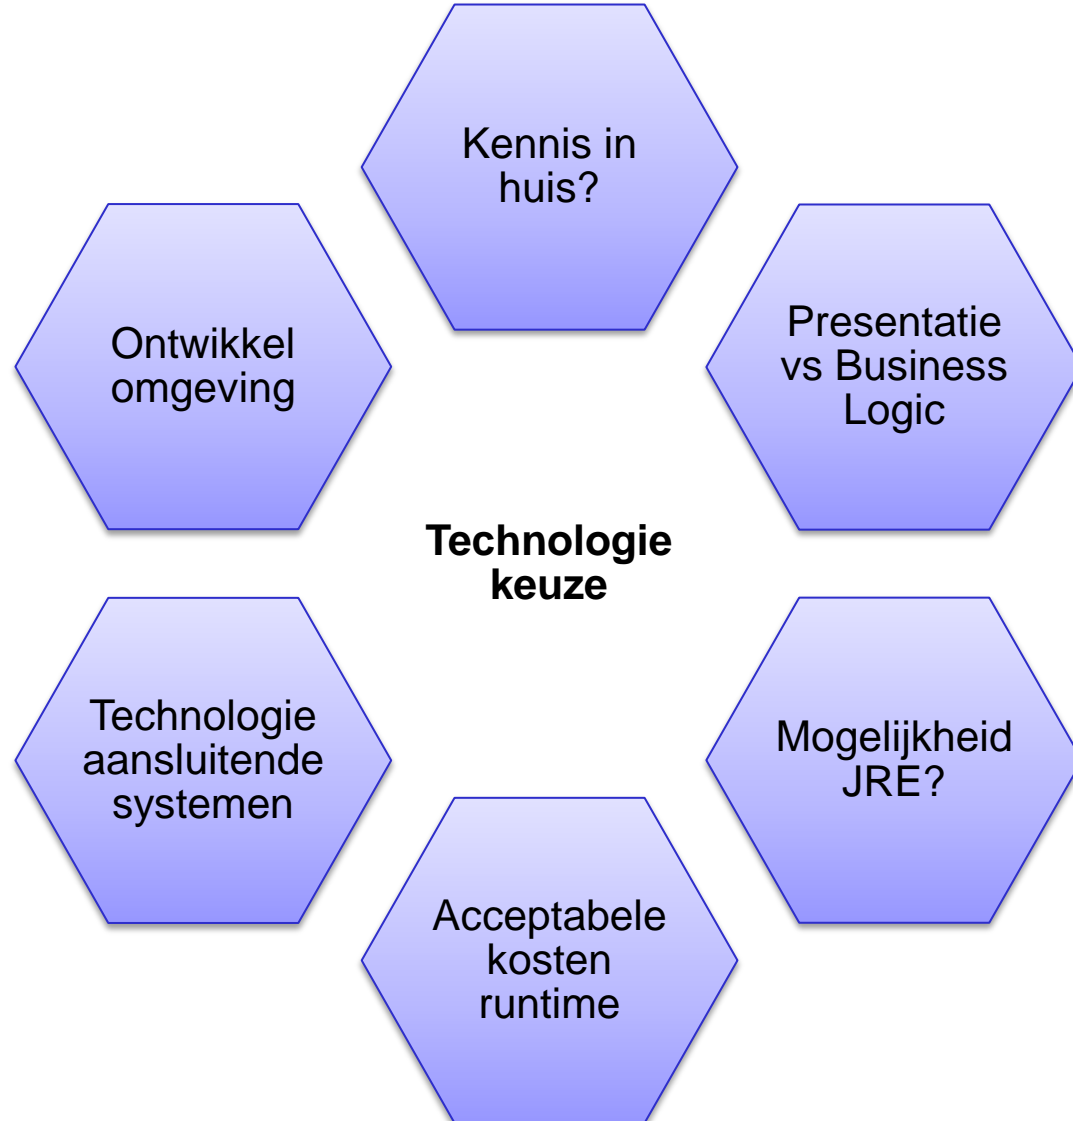 Kennis in
huis?
Presentatie
vs Business
Logic
Ontwikkel
omgeving
Technologie
keuze
Mogelijkheid
JRE?
Technologie
aansluitende
systemen
Acceptabele
kosten
runtime